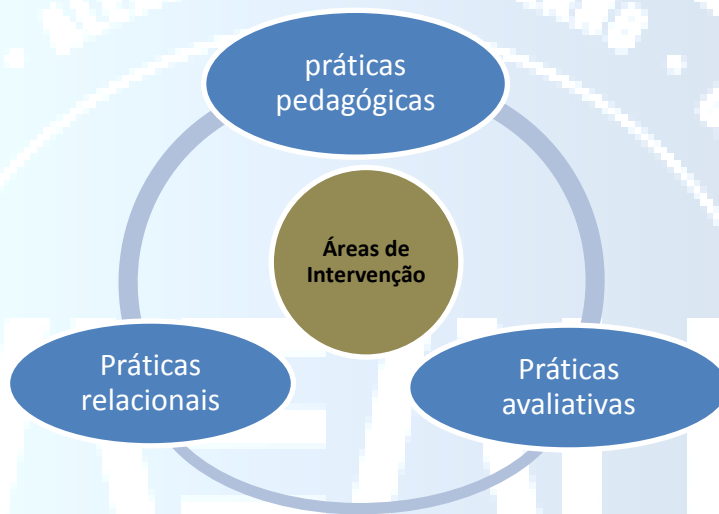 práticas
pedagógicas
Áreas de
Intervenção
Práticas
relacionais
Práticas
avaliativas